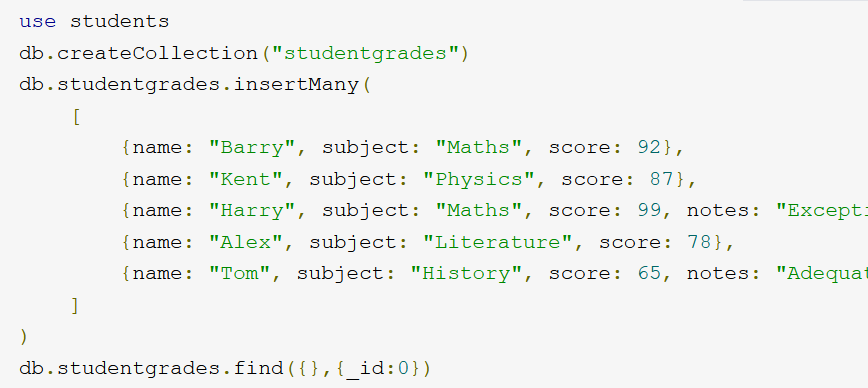 use students
db.createCollection("studentgrades")
db.studentgrades.insertMany(
[
{name: "Barry", subject: "Maths", score: 92},
{name: "Kent", subject: "Physics", score: 87},
{name: "Harry", subject: "Maths", score: 99, notes:
{name: "Alex", subject: "Literature", score: 78},
{name: "Tom", subject: "History", score: 65, notes:
]
)
db.studentgrades.find({},{_id:0})